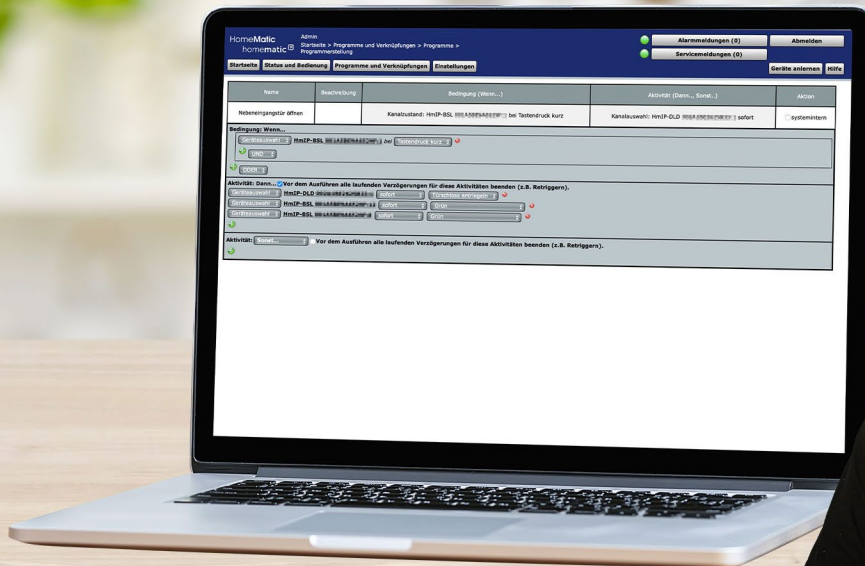 HomeMatic
homematic
Admin
Startseite > Programme und Verknüpfungen > Programme >
Programmerstellung
Alarmmeldungen (0)
Abmelden
Servicemeldungen (0)
Startseite Status und Bedienung Programme und Verknüpfungen Einstellungen
Geräte anlernen Hilfe
Name Beschreibung Bedingung (Wenn...) Aktivität (Dann.., Sonst..) Aktion
Nebeneingangstür öffnen Kanalzustand: HmIP-BSL bei Tastendruck kurz Kanalauswahl: HmIP-DLD sofort systemintern
Bedingung: Wenn...
Geräteauswahl HmIP-BSL bei Tastendruck kurz
UND
ODER
Aktivität: Dann... Vor dem Ausführen alle laufenden Verzögerungen für diese Aktivitäten beenden (z.B. Retriggern).
Geräteauswahl HmIP-DLD sofort Türschloss entriegeln
Geräteauswahl HmIP-BSL sofort Grün
Geräteauswahl HmIP-BSL sofort Grün
Aktivität: Sonst... Vor dem Ausführen alle laufenden Verzögerungen für diese Aktivitäten beenden (z.B. Retriggern).